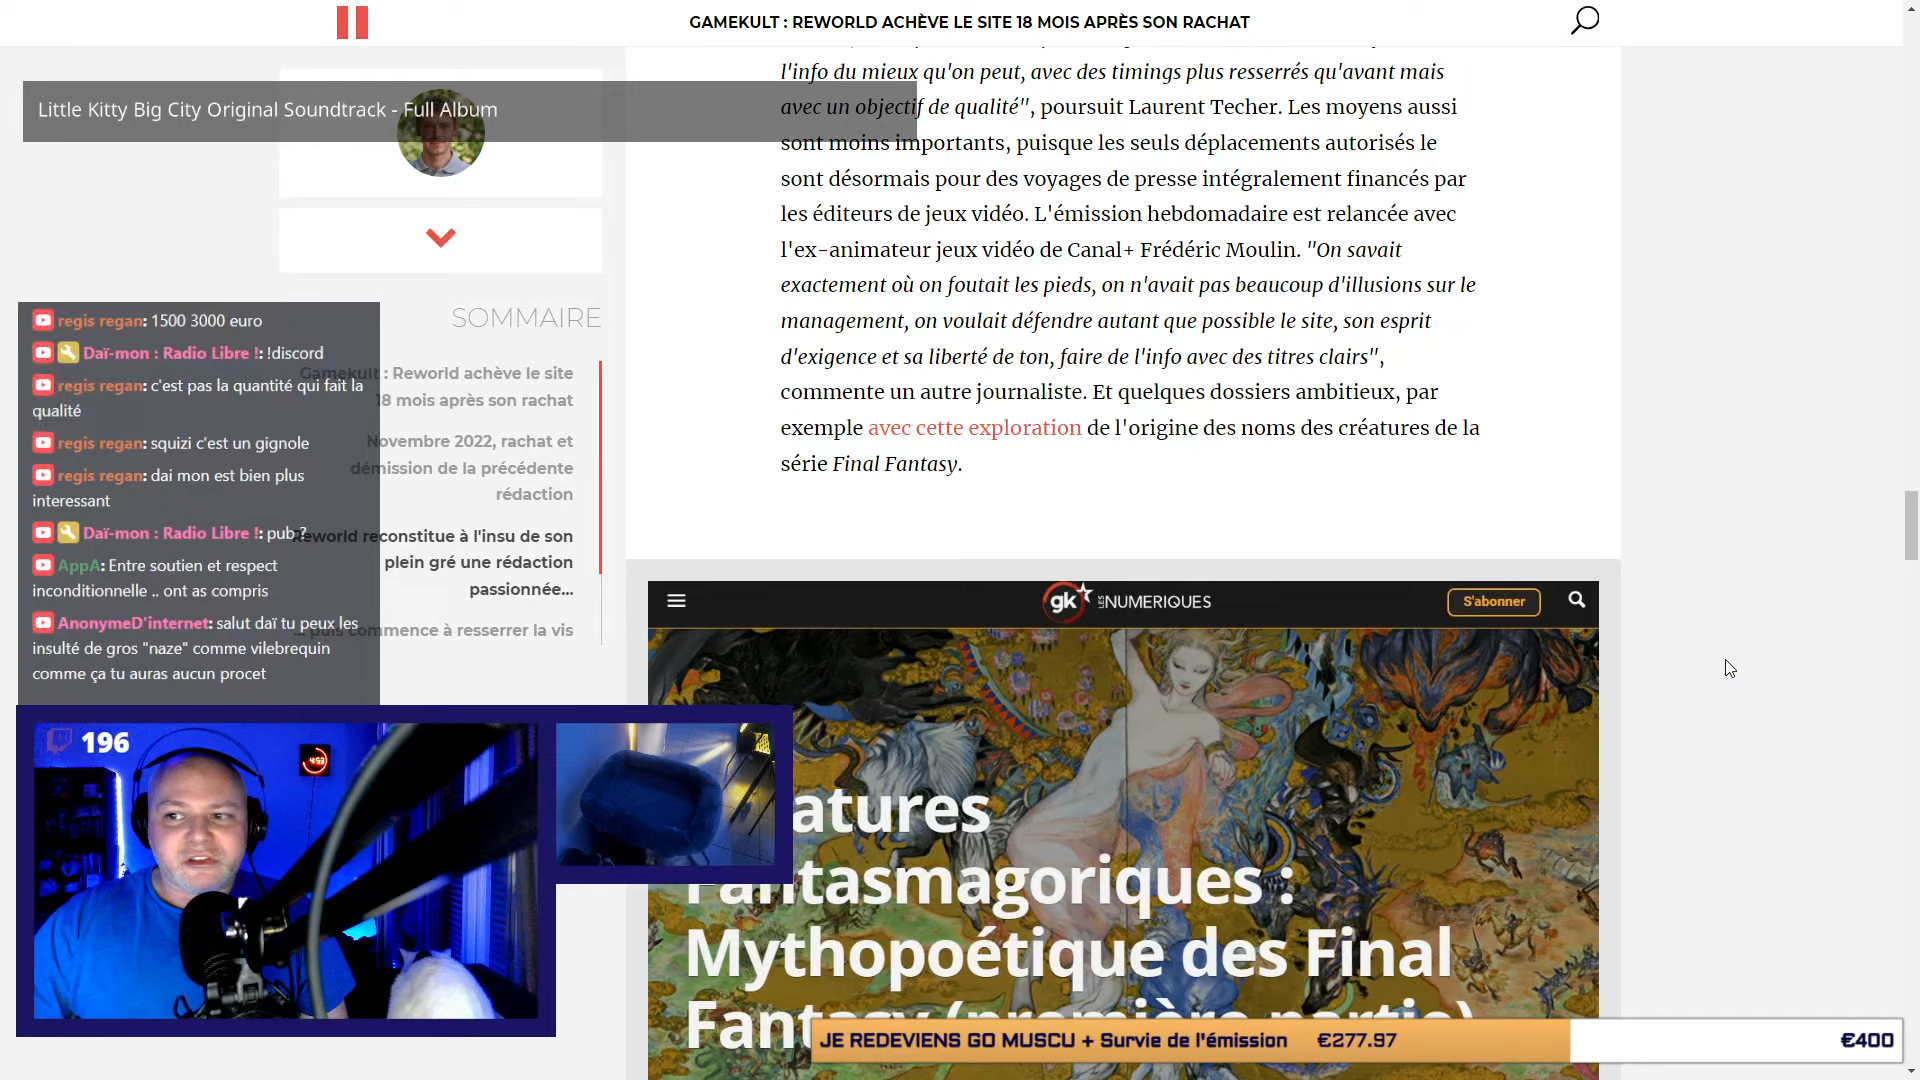 GAMEKULT : REWORLD ACHÈVE LE SITE 18 MOIS APRÈS SON RACHAT
l'info du mieux qu'on peut, avec des timings plus resserrés qu'avant mais
avec un objectif de qualité", poursuit Laurent Techer. Les moyens aussi
sont moins importants, puisque les seuls déplacements autorisés le
sont désormais pour des voyages de presse intégralement financés par
les éditeurs de jeux vidéo. L'émission hebdomadaire est relancée avec
l'ex-animateur jeux vidéo de Canal+ Frédéric Moulin. "On savait
exactement où on foutait les pieds, on n'avait pas beaucoup d'illusions sur le
management, on voulait défendre autant que possible le site, son esprit
d'exigence et sa liberté de ton, faire de l'info avec des titres clairs",
commente un autre journaliste. Et quelques dossiers ambitieux, par
exemple avec cette exploration de l'origine des noms des créatures de la
série Final Fantasy.
Little Kitty Big City Original Soundtrack - Full Album
SOMMAIRE
Gamekult : Reworld achève le site
18 mois après son rachat
Novembre 2022, rachat et
démission de la précédente
rédaction
Reworld reconstitue à l'insu de son
plein gré une rédaction
passionnée...
... puis commence à resserrer la vis
regis regan: 1500 3000 euro
Daï-mon : Radio Libre !: !discord
regis regan: c'est pas la quantité qui fait la
qualité
regis regan: squizi c'est un gignole
regis regan: dai mon est bien plus
interessant
Daï-mon : Radio Libre !: pub ?
AppA: Entre soutien et respect
inconditionnelle .. ont as compris
AnonymeD'internet: salut daï tu peux les
insulté de gros "naze" comme vilebrequin
comme ça tu auras aucun procet
196
4:53
gk LES NUMERIQUES
S'abonner
atures
Fantasmagoriques :
Mythopoétique des Final
Fantasy (première partie)
JE REDEVIENS GO MUSCU + Survie de l'émission €277.97
€400